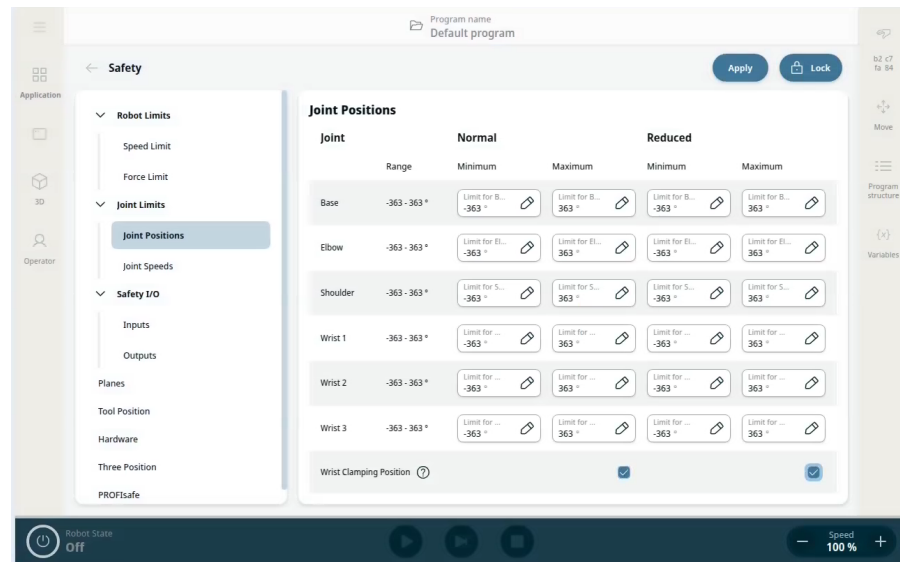 Program name
Default program
Safety
Apply
Lock
b2 c7
fa 84
Application
3D
Operator
Move
Program
structure
{x}
Variables
Robot Limits
Speed Limit
Force Limit
Joint Limits
Joint Positions
Joint Speeds
Safety I/O
Inputs
Outputs
Planes
Tool Position
Hardware
Three Position
PROFIsafe
Joint Positions
Joint Normal Reduced
Range Minimum Maximum Minimum Maximum
Limit for B... Limit for B... Limit for B... Limit for B...
Base -363 - 363 ° -363 ° 363 ° -363 ° 363 °
Limit for El... Limit for El... Limit for El... Limit for El...
Elbow -363 - 363 ° -363 ° 363 ° -363 ° 363 °
Limit for S... Limit for S... Limit for S... Limit for S...
Shoulder -363 - 363 ° -363 ° 363 ° -363 ° 363 °
Limit for ... Limit for ... Limit for ... Limit for ...
Wrist 1 -363 - 363 ° -363 ° 363 ° -363 ° 363 °
Limit for ... Limit for ... Limit for ... Limit for ...
Wrist 2 -363 - 363 ° -363 ° 363 ° -363 ° 363 °
Limit for ... Limit for ... Limit for ... Limit for ...
Wrist 3 -363 - 363 ° -363 ° 363 ° -363 ° 363 °
Wrist Clamping Position ?
Robot State
Off
Speed
100 %